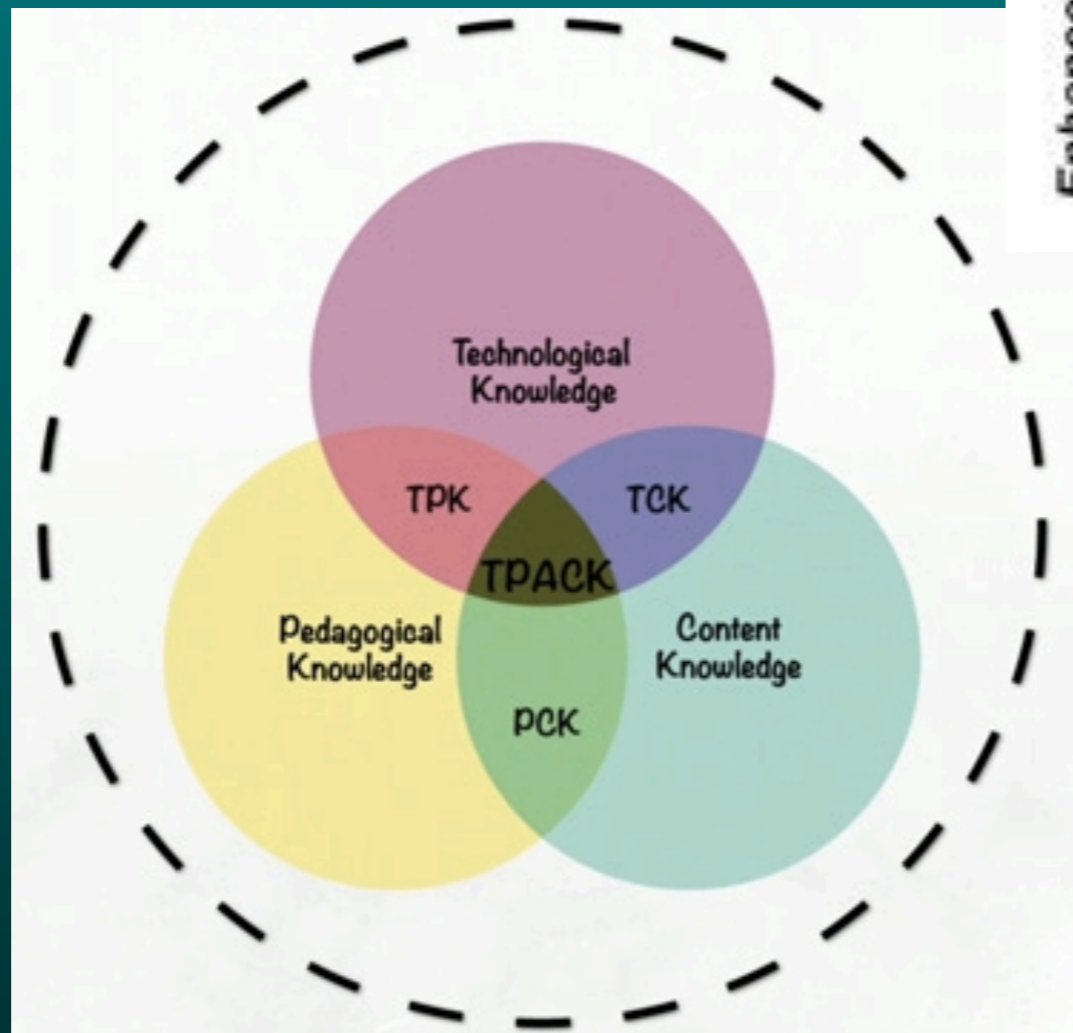 Technological
Knowledge
TPK
TCK
TPACK
Pedagogical
Knowledge
Content
Knowledge
PCK